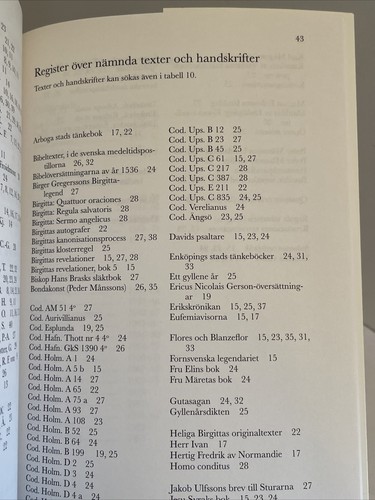 43
Register över nämnda texter och handskrifter
Texter och handskrifter kan sökas även i tabell 10.
Arboga stads tänkebok 17, 22
Bibeltexter, i de svenska medeltidspos-
tillorna 26, 32
Bibelöversättningarna av år 1536 24
Birger Gregerssons Birgitta-
legend 27
Birgitta: Quattuor oraciones 28
Birgitta: Regula salvatoris 28
Birgitta: Sermo angelicus 28
Birgittas autografer 22
Birgittas kanonisationsprocess 27, 38
Birgittas klosterregel 25
Birgittas revelationer 15, 27, 28
Birgittas revelationer, bok 5 15
Biskop Hans Brasks släktbok 27
Bondakonst (Peder Månssons) 26, 35
Cod. AM 51 4º 27
Cod. Aurivillianus 25
Cod. Esplunda 19, 25
Cod. Hafn. Thott nr 4 4º 24
Cod. Hafn. GkS 1390 4º 26
Cod. Holm. A 1 24
Cod. Holm. A 5 b 15
Cod. Holm. A 14 27
Cod. Holm. A 65 22
Cod. Holm. A 75 a 27
Cod. Holm. A 93 27
Cod. Holm. A 108 23
Cod. Holm. B 52 25
Cod. Holm. B 64 24
Cod. Holm. B 199 19, 25
Cod. Holm. D 2 25
Cod. Holm. D 3 24
Cod. Holm. D 4 24
Cod. Holm. D 4 a 24
Cod. Ups. B 12 25
Cod. Ups. B 23 27
Cod. Ups. B 45 25
Cod. Ups. C 61 15, 27
Cod. Ups. C 217 28
Cod. Ups. C 387 28
Cod. Ups. E 211 22
Cod. Ups. C 835 24, 25
Cod. Verelianus 24
Cod. Ängsö 23, 25
Davids psaltare 15, 23, 24
Enköpings stads tänkeböcker 24, 31,
33
Ett gyllene år 25
Ericus Nicolais Gerson-översättning-
ar 19
Erikskrönikan 15, 25, 37
Eufemiavisorna 15, 17
Flores och Blanzeflor 15, 23, 35, 31,
33
Fornsvenska legendariet 15
Fru Elins bok 24
Fru Märetas bok 24
Gutasagan 24, 32
Gyllenårsdikten 25
Heliga Birgittas originaltexter 22
Herr Ivan 17
Hertig Fredrik av Normandie 17
Homo conditus 28
Jakob Ulfssons brev till Sturarna 27
Jesu Syraks bok 15, 23, 24